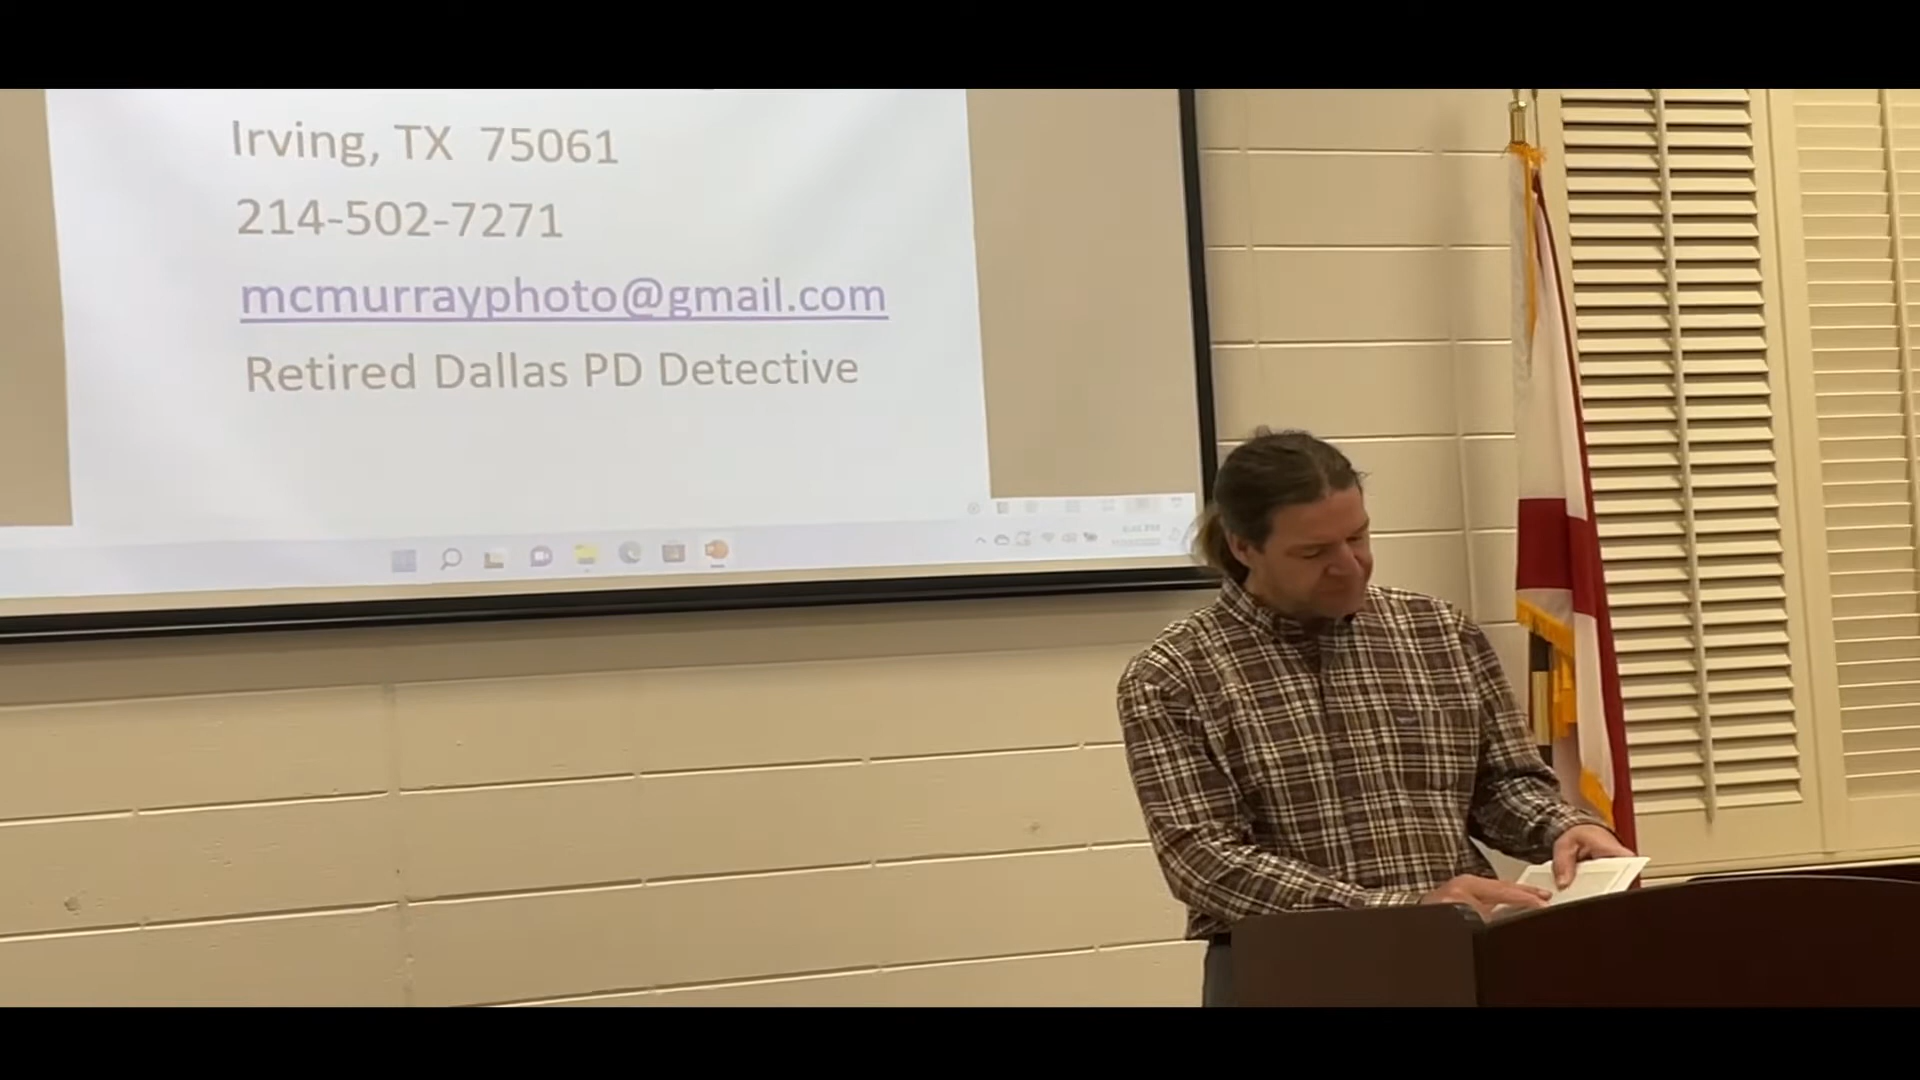 Irving, TX 75061
214-502-7271
mcmurrayphoto@gmail.com
Retired Dallas PD Detective